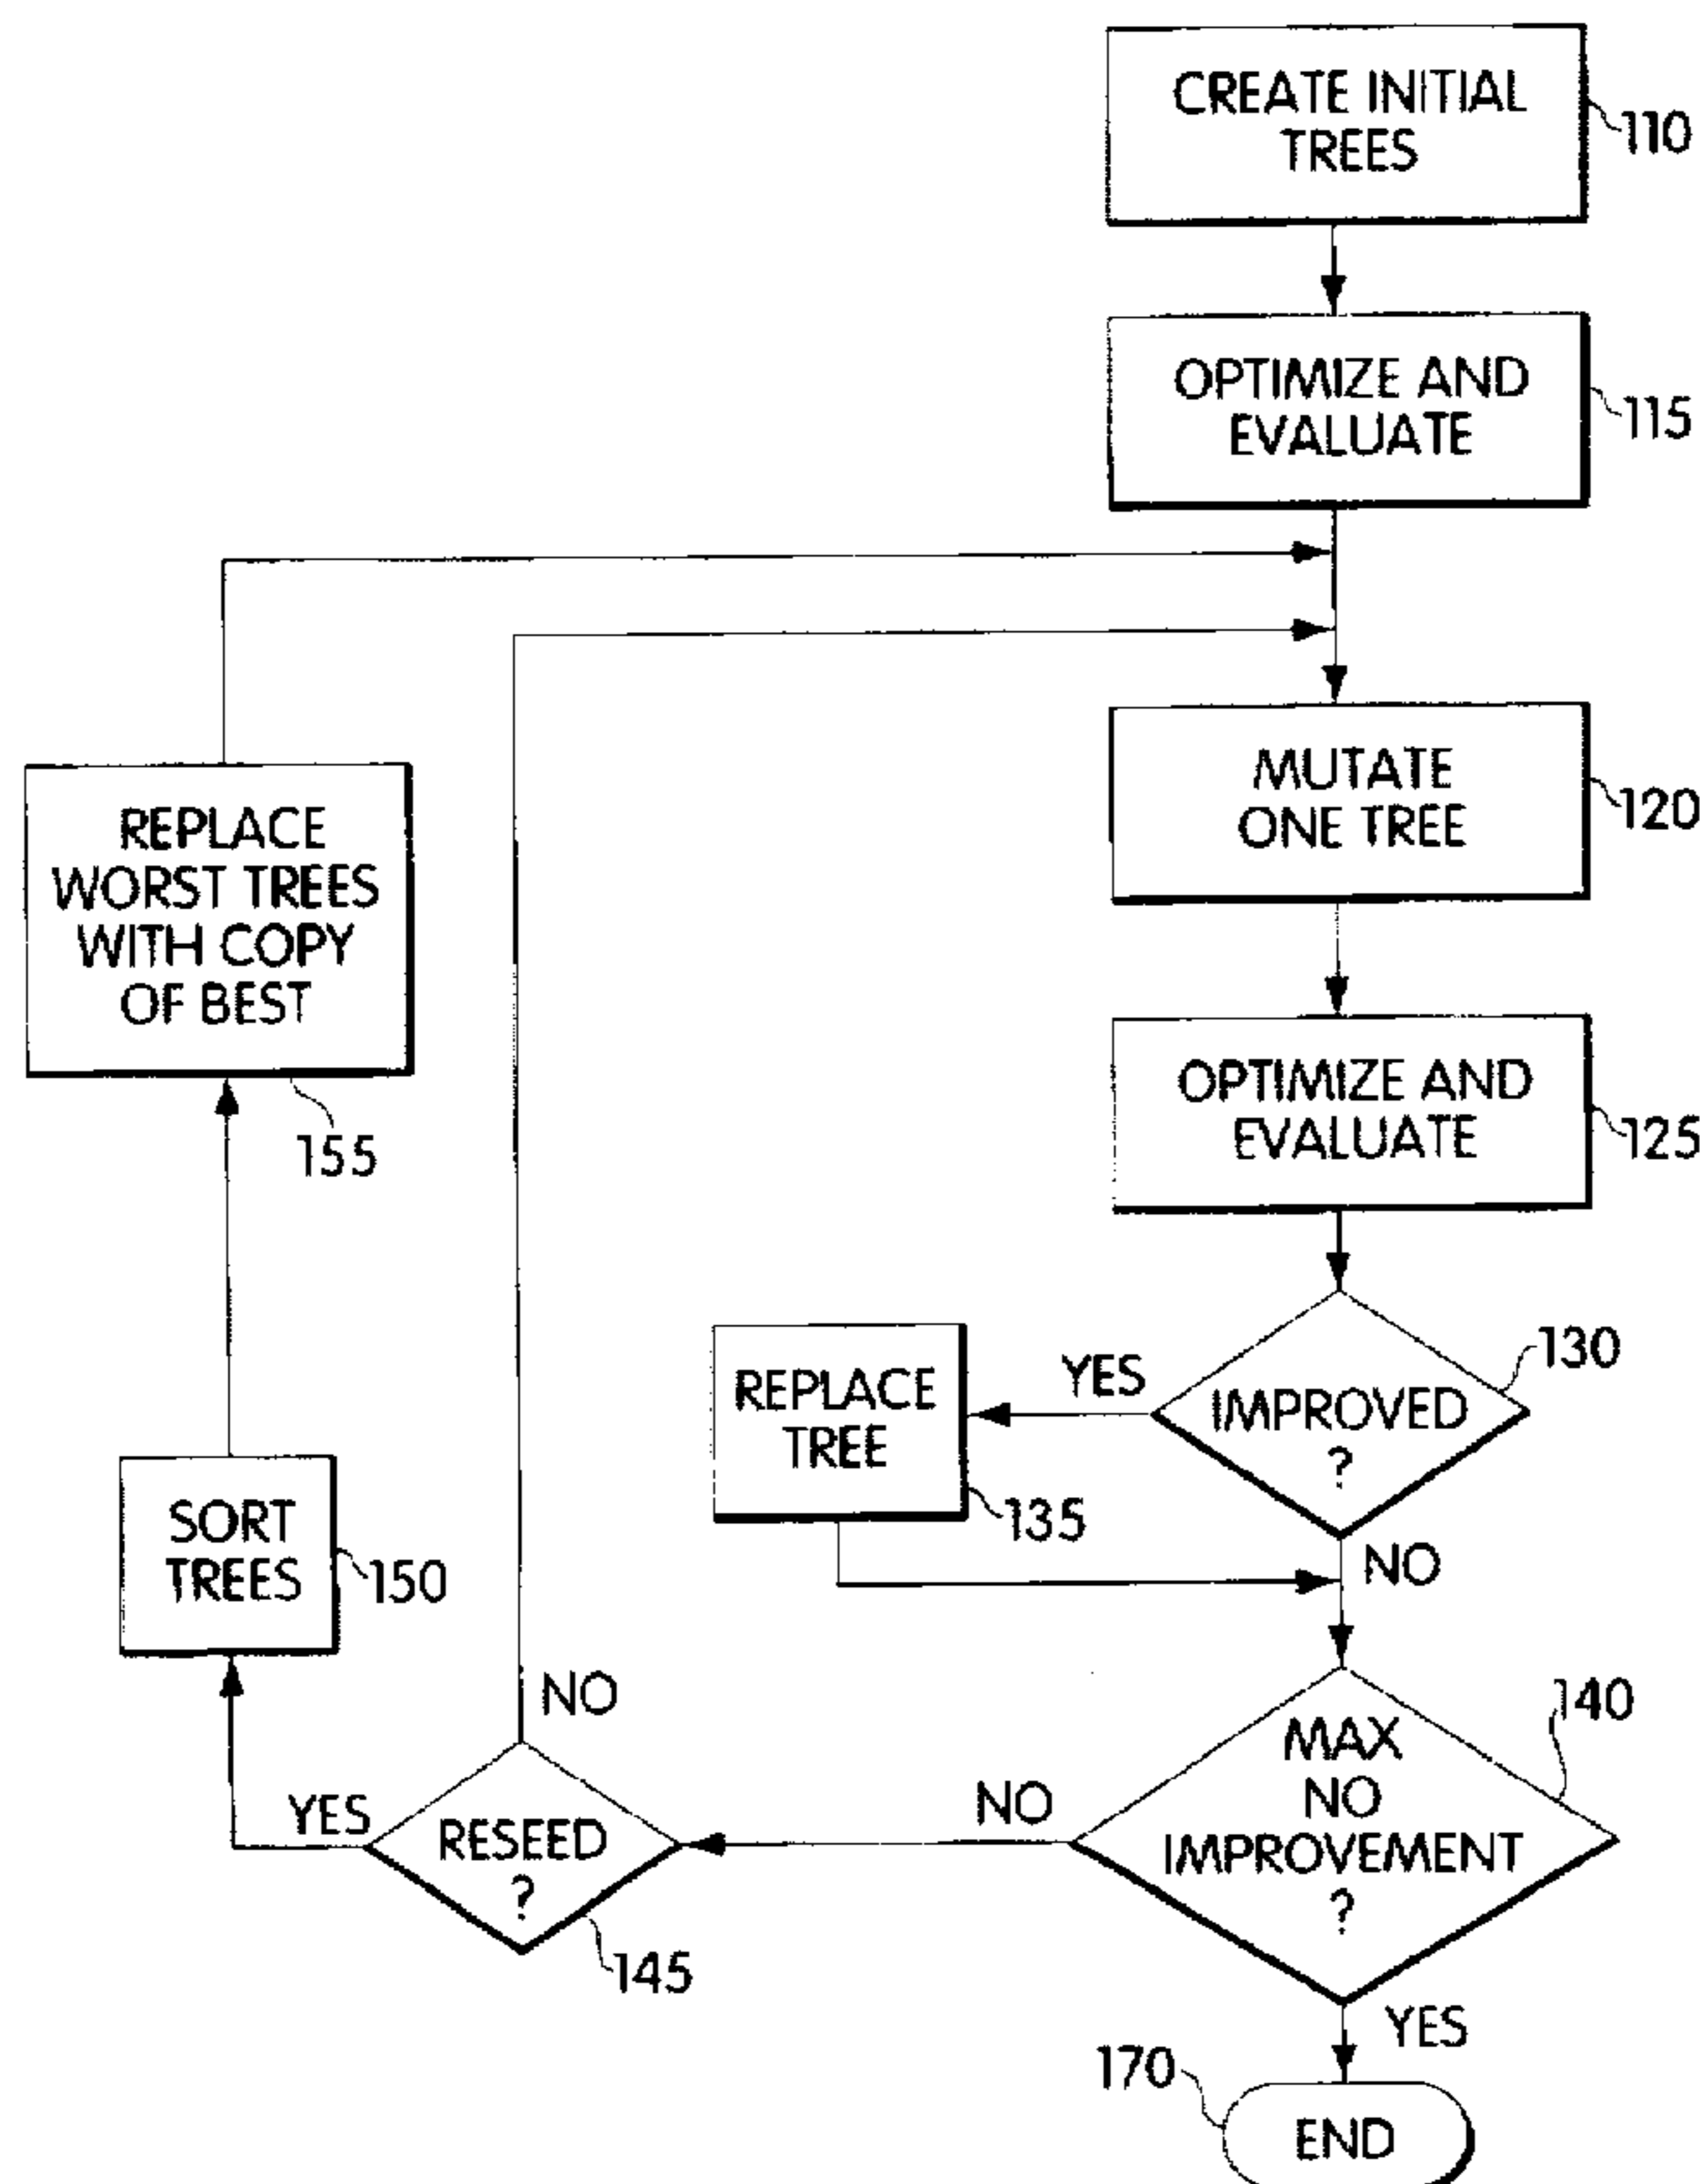 CREATE INITIAL
TREES
110
OPTIMIZE AND
EVALUATE
115
MUTATE
ONE TREE
120
REPLACE
WORST TREES
WITH COPY
OF BEST
155
OPTIMIZE AND
EVALUATE
125
IMPROVED
?
130
YES
NO
REPLACE
TREE
135
SORT
TREES
150
MAX
NO
IMPROVEMENT
?
140
NO
YES
RESEED
?
145
NO
YES
170
END